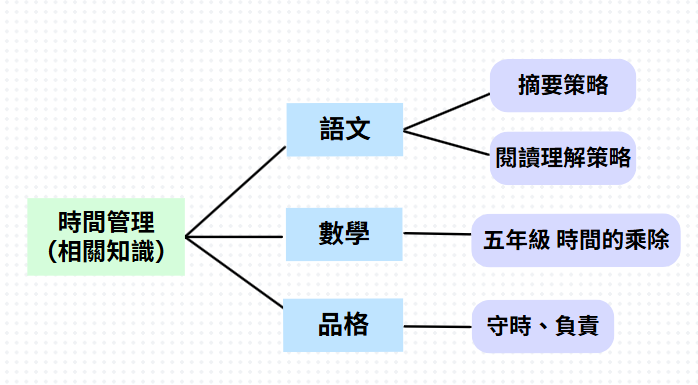 時間管理
（相關知識）
語文
摘要策略
閱讀理解策略
數學
五年級 時間的乘除
品格
守時、負責